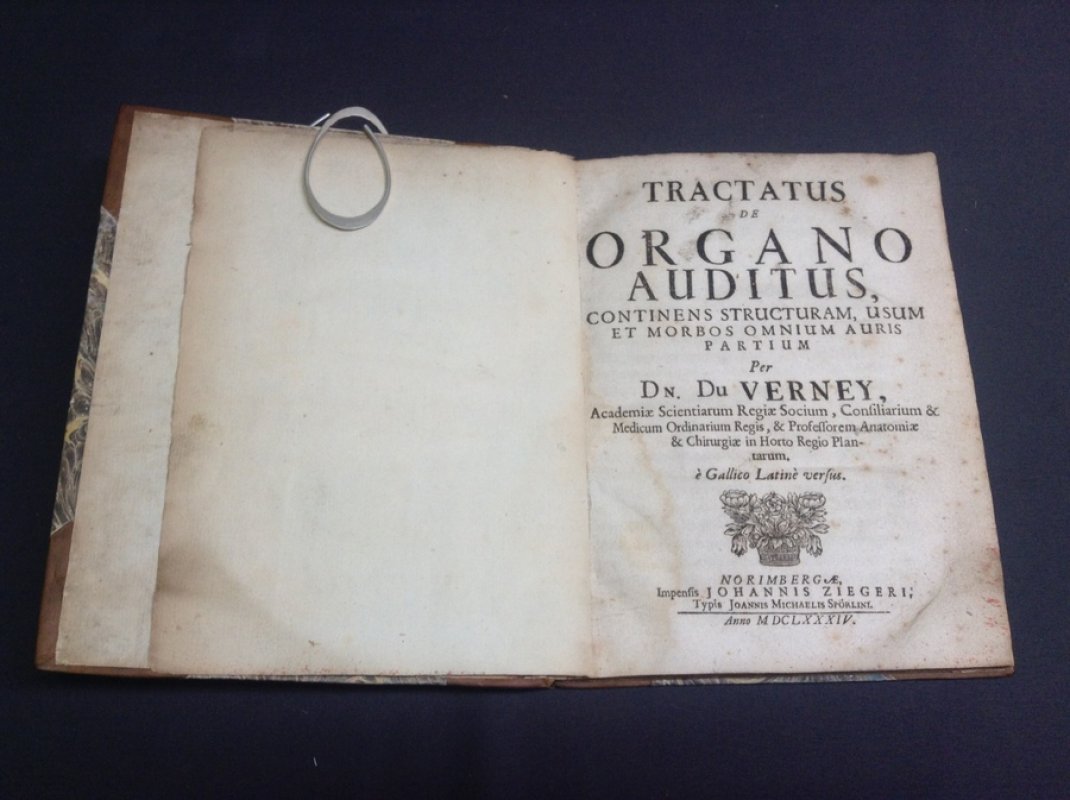 TRACTATUS
DE
ORGANO
AUDITUS,
CONTINENS STRUCTURAM, USUM
ET MORBOS OMNIUM AURIS
PARTIUM
Per
DN. Du VERNEY,
Academiæ Scientiarum Regiæ Socium, Conſiliarium &
Medicum Ordinarium Regis, & Profeſſorem Anatomiæ
& Chirurgiæ in Horto Regio Plan-
tarum.
è Gallico Latinè verſus.
NORIMBERGÆ,
Impenſis JOHANNIS ZIEGERI,
Typis JOANNIS MICHAELIS SPÖRLINI.
Anno MDCLXXXIV.